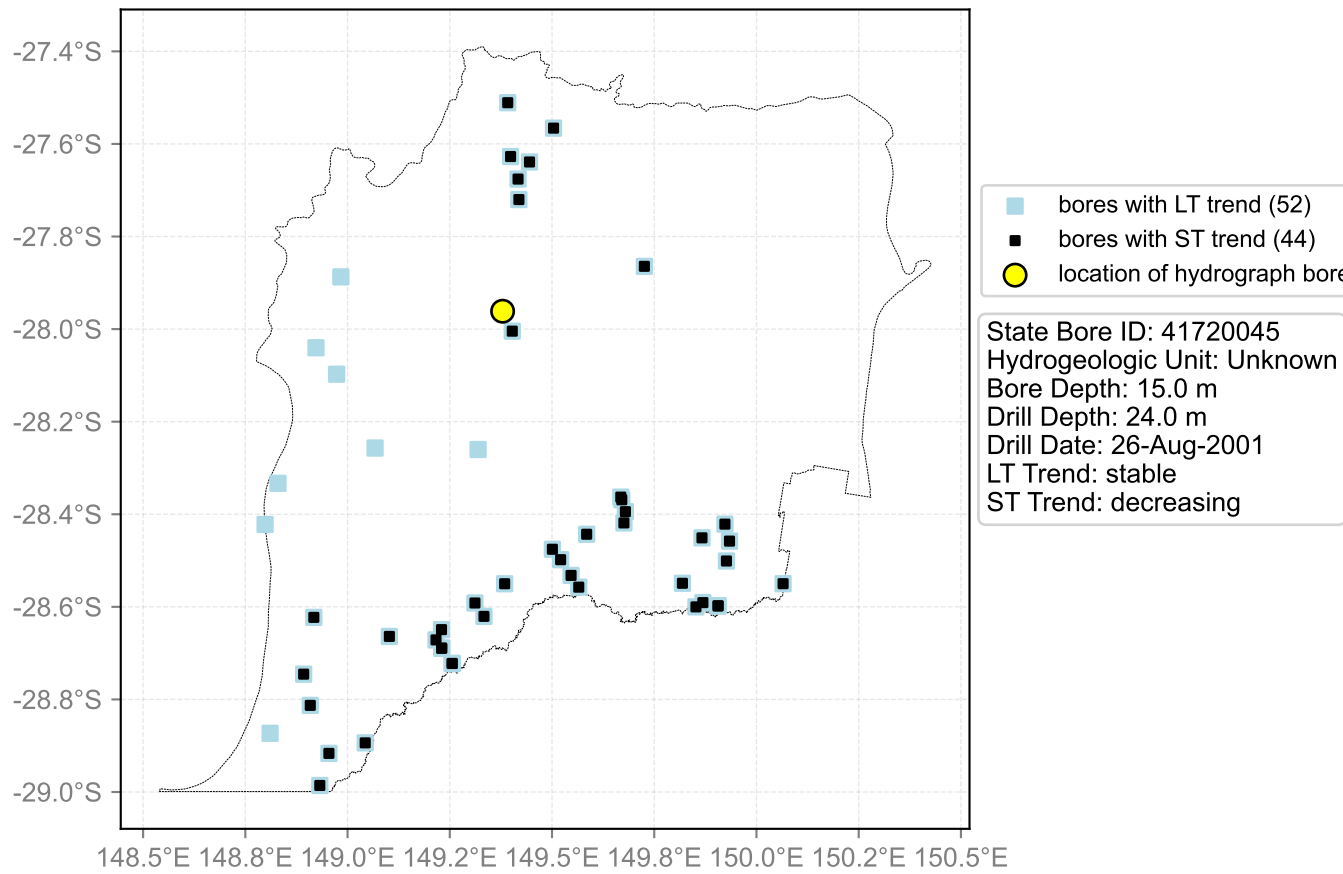 -27.4°S
-27.6°S
-27.8°S
-28.0°S
-28.2°S
-28.4°S
-28.6°S
-28.8°S
-29.0°S
148.5°E 148.8°E 149.0°E 149.2°E 149.5°E 149.8°E 150.0°E 150.2°E 150.5°E
bores with LT trend (52)
bores with ST trend (44)
location of hydrograph bore
State Bore ID: 41720045
Hydrogeologic Unit: Unknown
Bore Depth: 15.0 m
Drill Depth: 24.0 m
Drill Date: 26-Aug-2001
LT Trend: stable
ST Trend: decreasing